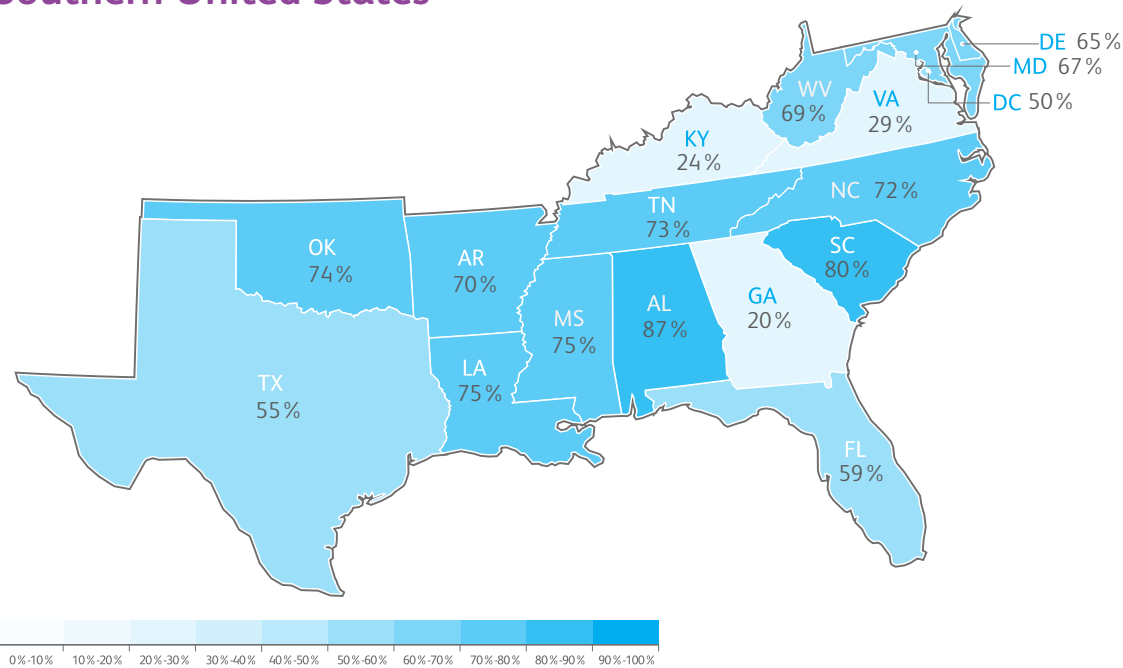 Southern United States
DE 65%
MD 67%
DC 50%
WV
69%
VA
29%
KY
24%
NC 72%
TN
73%
SC
80%
OK
74%
AR
70%
GA
20%
AL
87%
MS
75%
LA
75%
TX
55%
FL
59%
0%-10% 10%-20% 20%-30% 30%-40% 40%-50% 50%-60% 60%-70% 70%-80% 80%-90% 90%-100%